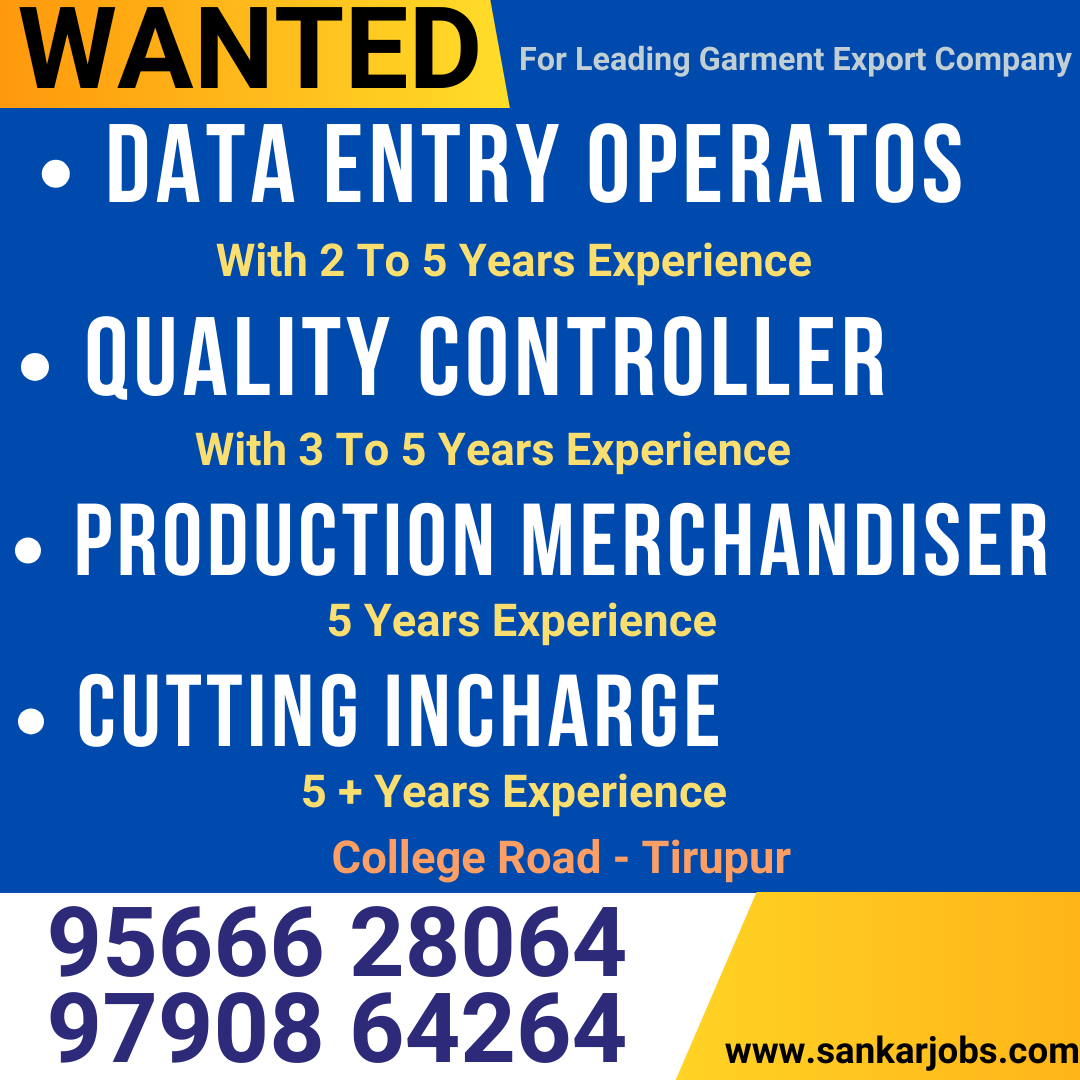 WANTED
For Leading Garment Export Company
• DATA ENTRY OPERATOS
With 2 To 5 Years Experience
• QUALITY CONTROLLER
With 3 To 5 Years Experience
• PRODUCTION MERCHANDISER
5 Years Experience
• CUTTING INCHARGE
5 + Years Experience
College Road - Tirupur
95666 28064
97908 64264
www.sankarjobs.com